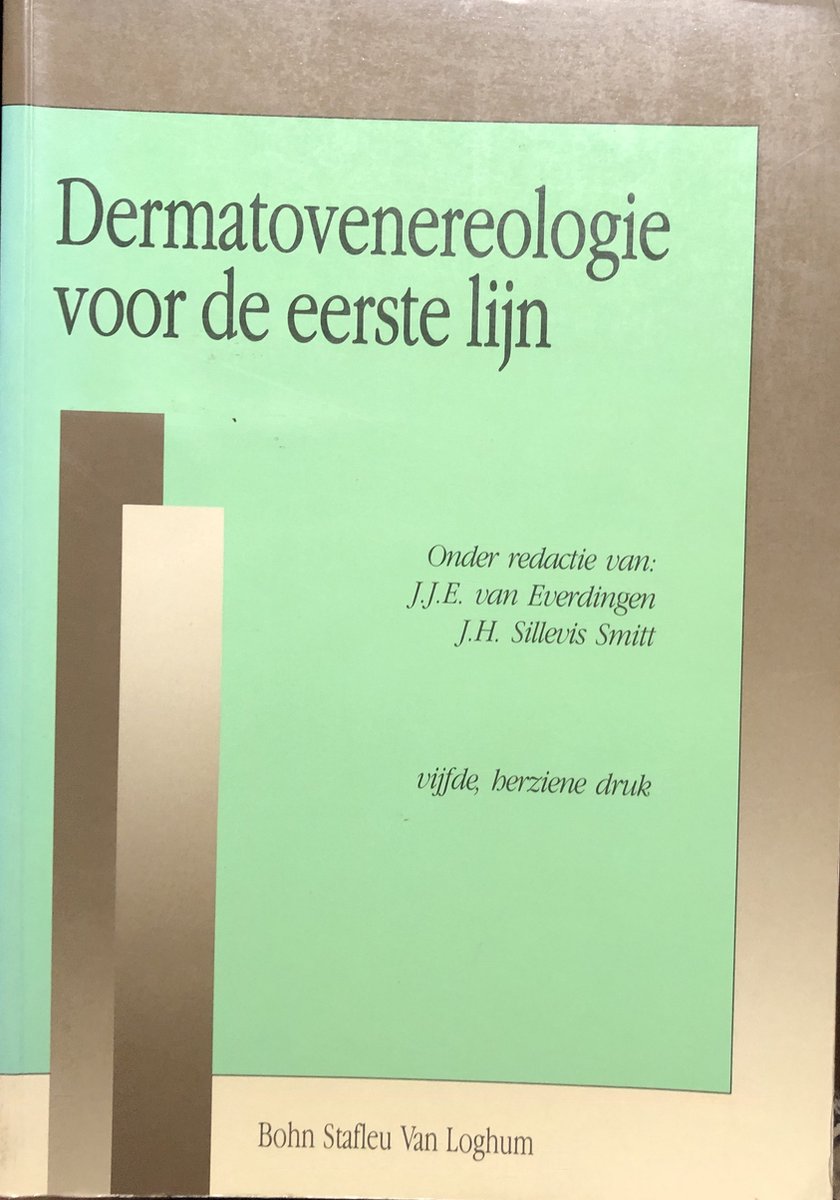 Dermatovenereologie
voor de eerste lijn
Onder redactie van:
J.J.E. van Everdingen
J.H. Sillevis Smitt
vijfde, herziene druk
Bohn Stafleu Van Loghum